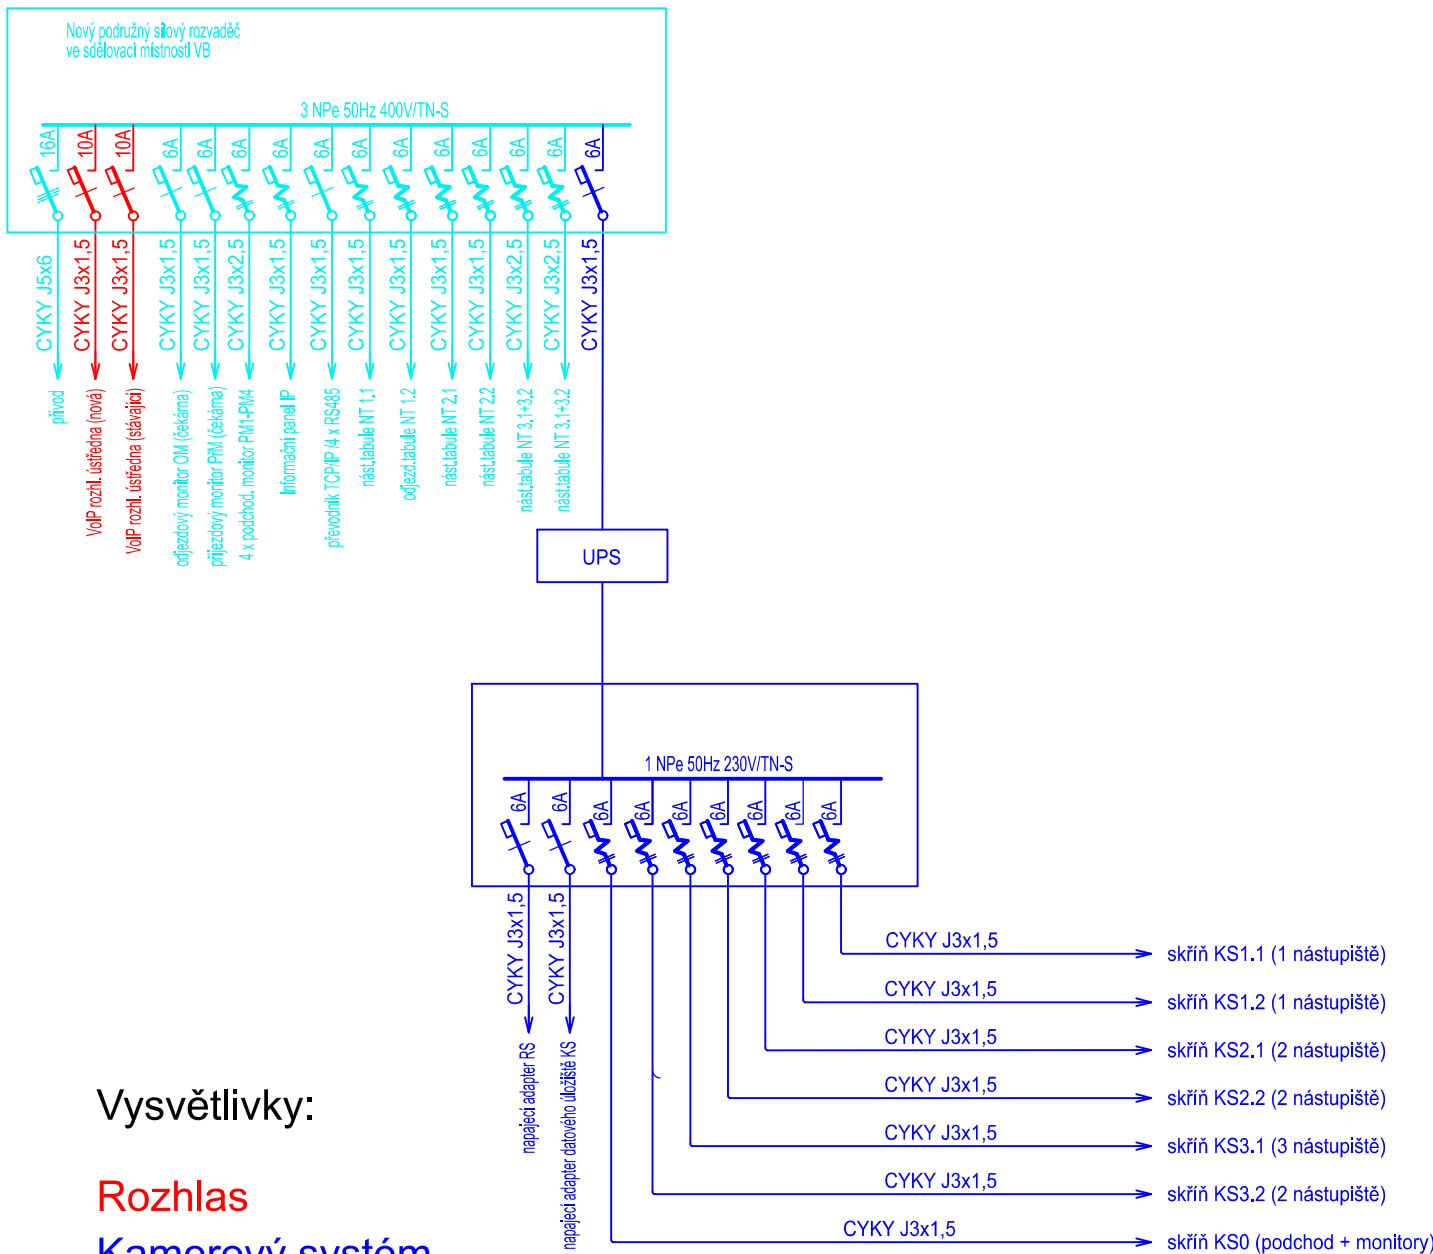 Nový podružný silový rozvaděč
ve sdělovací místnosti VB
3 NPe 50Hz 400V/TN-S
16A
10A
10A
6A
6A
6A
6A
6A
6A
6A
6A
6A
6A
6A
6A
CYKY J5x6
CYKY J3x1,5
CYKY J3x1,5
CYKY J3x1,5
CYKY J3x1,5
CYKY J3x2,5
CYKY J3x1,5
CYKY J3x1,5
CYKY J3x1,5
CYKY J3x1,5
CYKY J3x1,5
CYKY J3x1,5
CYKY J3x2,5
CYKY J3x2,5
CYKY J3x1,5
přívod
VoIP rozhl. ústředna (nová)
VoIP rozhl. ústředna (stávající)
odjezdový monitor OM (čekárna)
příjezdový monitor PřM (čekárna)
4 x podchod. monitor PM1-PM4
Informační panel IP
převodník TCP/IP /4 x RS485
nást.tabule NT 1.1
odjezd.tabule NT 1.2
nást.tabule NT 2.1
nást.tabule NT 2.2
nást.tabule NT 3.1+3.2
nást.tabule NT 3.1+3.2
UPS
1 NPe 50Hz 230V/TN-S
6A
6A
6A
6A
6A
6A
6A
6A
6A
CYKY J3x1,5
CYKY J3x1,5
napajecí adapter RS
napajecí adapter datového úložiště KS
CYKY J3x1,5
skříň KS1.1 (1 nástupiště)
CYKY J3x1,5
skříň KS1.2 (1 nástupiště)
CYKY J3x1,5
skříň KS2.1 (2 nástupiště)
CYKY J3x1,5
skříň KS2.2 (2 nástupiště)
CYKY J3x1,5
skříň KS3.1 (3 nástupiště)
CYKY J3x1,5
skříň KS3.2 (2 nástupiště)
CYKY J3x1,5
skříň KS0 (podchod + monitory)
Vysvětlivky:
Rozhlas
Kamerový systém